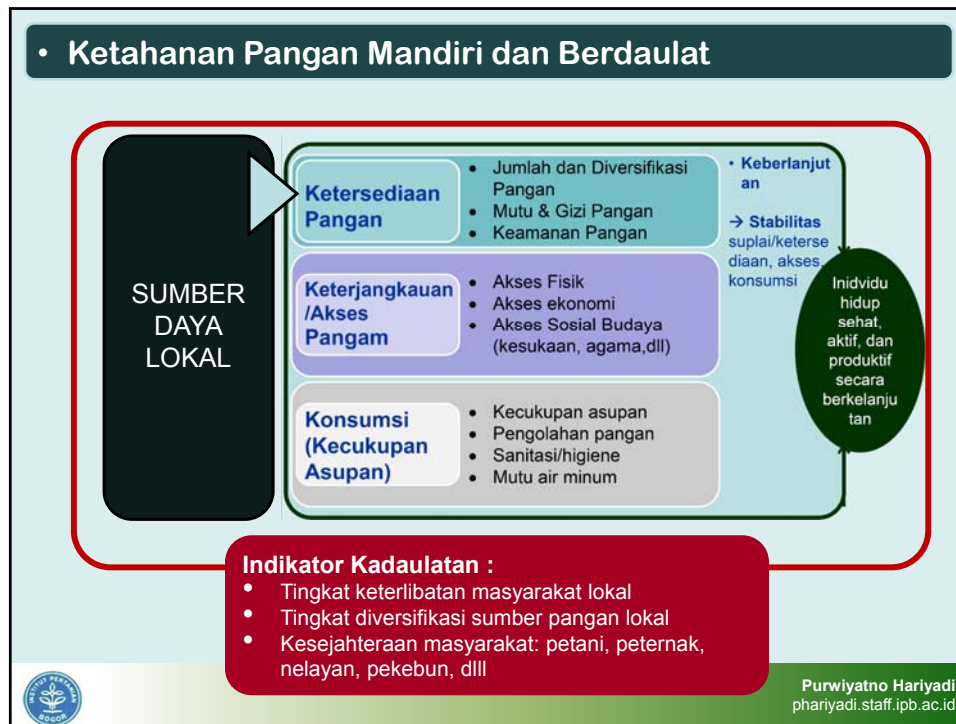 • Ketahanan Pangan Mandiri dan Berdaulat
SUMBER
DAYA
LOKAL
Ketersediaan
Pangan
• Jumlah dan Diversifikasi
Pangan
• Mutu & Gizi Pangan
• Keamanan Pangan
Keterjangkauan
/Akses
Pangam
• Akses Fisik
• Akses ekonomi
• Akses Sosial Budaya
(kesukaan, agama,dll)
Konsumsi
(Kecukupan
Asupan)
• Kecukupan asupan
• Pengolahan pangan
• Sanitasi/higiene
• Mutu air minum
• Keberlanjut
an
→ Stabilitas
suplai/keterse
diaan, akses,
konsumsi
Inidvidu
hidup
sehat,
aktif, dan
produktif
secara
berkelanju
tan
Indikator Kadaulatan :
• Tingkat keterlibatan masyarakat lokal
• Tingkat diversifikasi sumber pangan lokal
• Kesejahteraan masyarakat: petani, peternak,
nelayan, pekebun, dlll
INSTITUT PERTANIAN
BOGOR
Purwiyatno Hariyadi
phariyadi.staff.ipb.ac.id